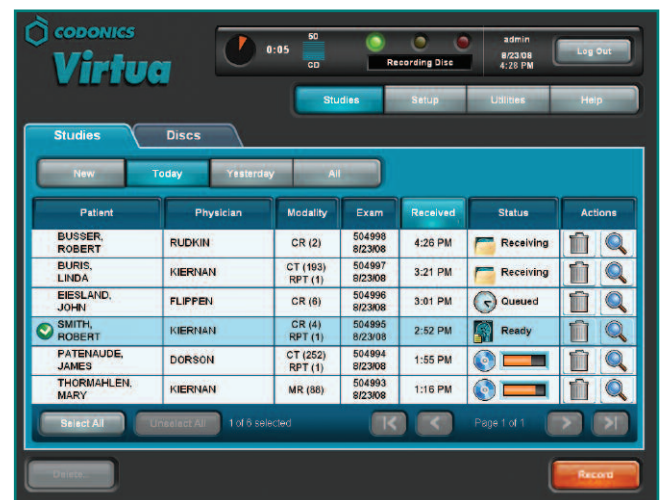 CODONICS
Virtua
0:05
50
CD
Recording Disc
admin
8/23/08
4:28 PM
Log Out
Studies Setup Utilities Help
Studies Discs
New Today Yesterday All
Patient Physician Modality Exam Received Status Actions
BUSSER,
ROBERT
RUDKIN
CR (2)
504998
8/23/08
4:26 PM
Receiving
BURIS,
LINDA
KIERNAN
CT (193)
RPT (1)
504997
8/23/08
3:21 PM
Receiving
EIESLAND,
JOHN
FLIPPEN
CR (6)
504996
8/23/08
3:01 PM
Queued
SMITH,
ROBERT
KIERNAN
CR (4)
RPT (1)
504995
8/23/08
2:52 PM
Ready
PATENAUDE,
JAMES
DORSON
CT (252)
RPT (1)
504994
8/23/08
1:55 PM
THORMAHLEN,
MARY
KIERNAN
MR (88)
504993
8/23/08
1:16 PM
Select All Unselect All 1 of 6 selected Page 1 of 1
Delete... Record